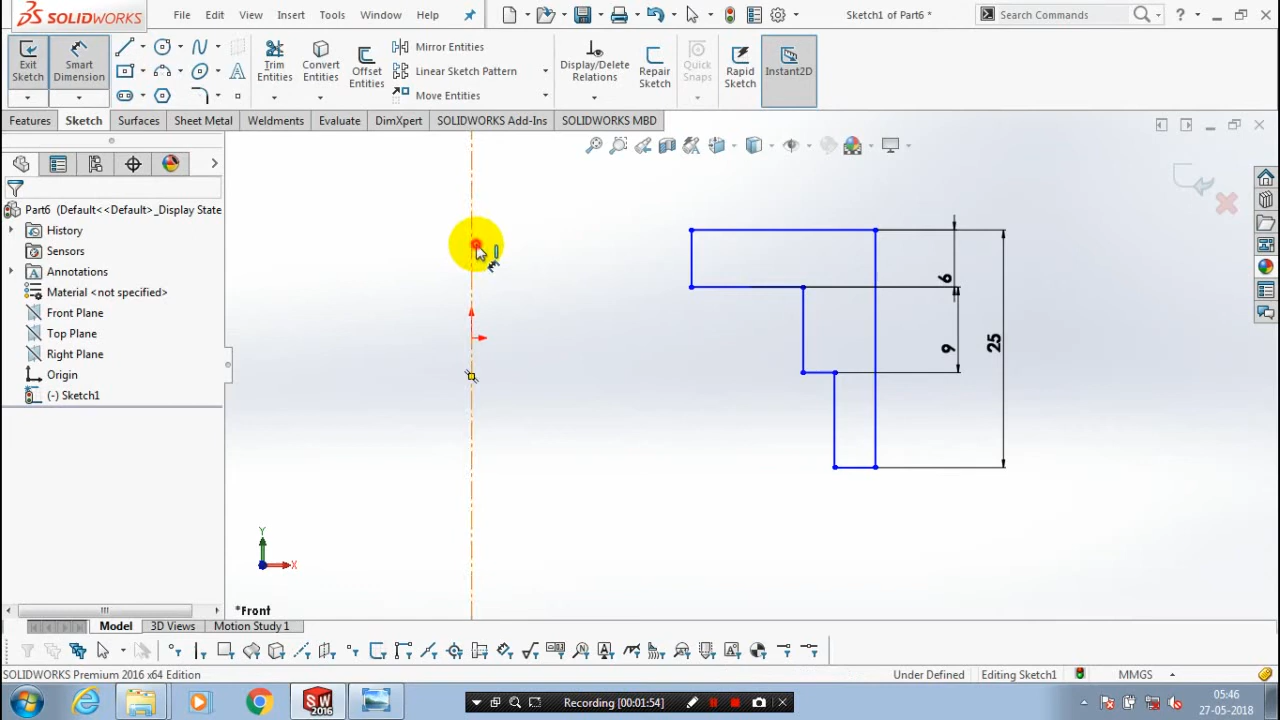 SOLIDWORKS
File Edit View Insert Tools Window Help
Sketch1 of Part6 *
Search Commands
Exit Sketch
Smart Dimension
Trim Entities
Convert Entities
Offset Entities
Mirror Entities
Linear Sketch Pattern
Move Entities
Display/Delete Relations
Repair Sketch
Quick Snaps
Rapid Sketch
Instant2D
Features Sketch Surfaces Sheet Metal Weldments Evaluate DimXpert SOLIDWORKS Add-Ins SOLIDWORKS MBD
Part6 (Default<<Default>_Display State
History
Sensors
Annotations
Material <not specified>
Front Plane
Top Plane
Right Plane
Origin
(-) Sketch1
6
9
25
Y
X
*Front
Model 3D Views Motion Study 1
SOLIDWORKS Premium 2016 x64 Edition
Under Defined Editing Sketch1 MMGS
SW 2016
Recording [00:01:54]
05:46
27-05-2018